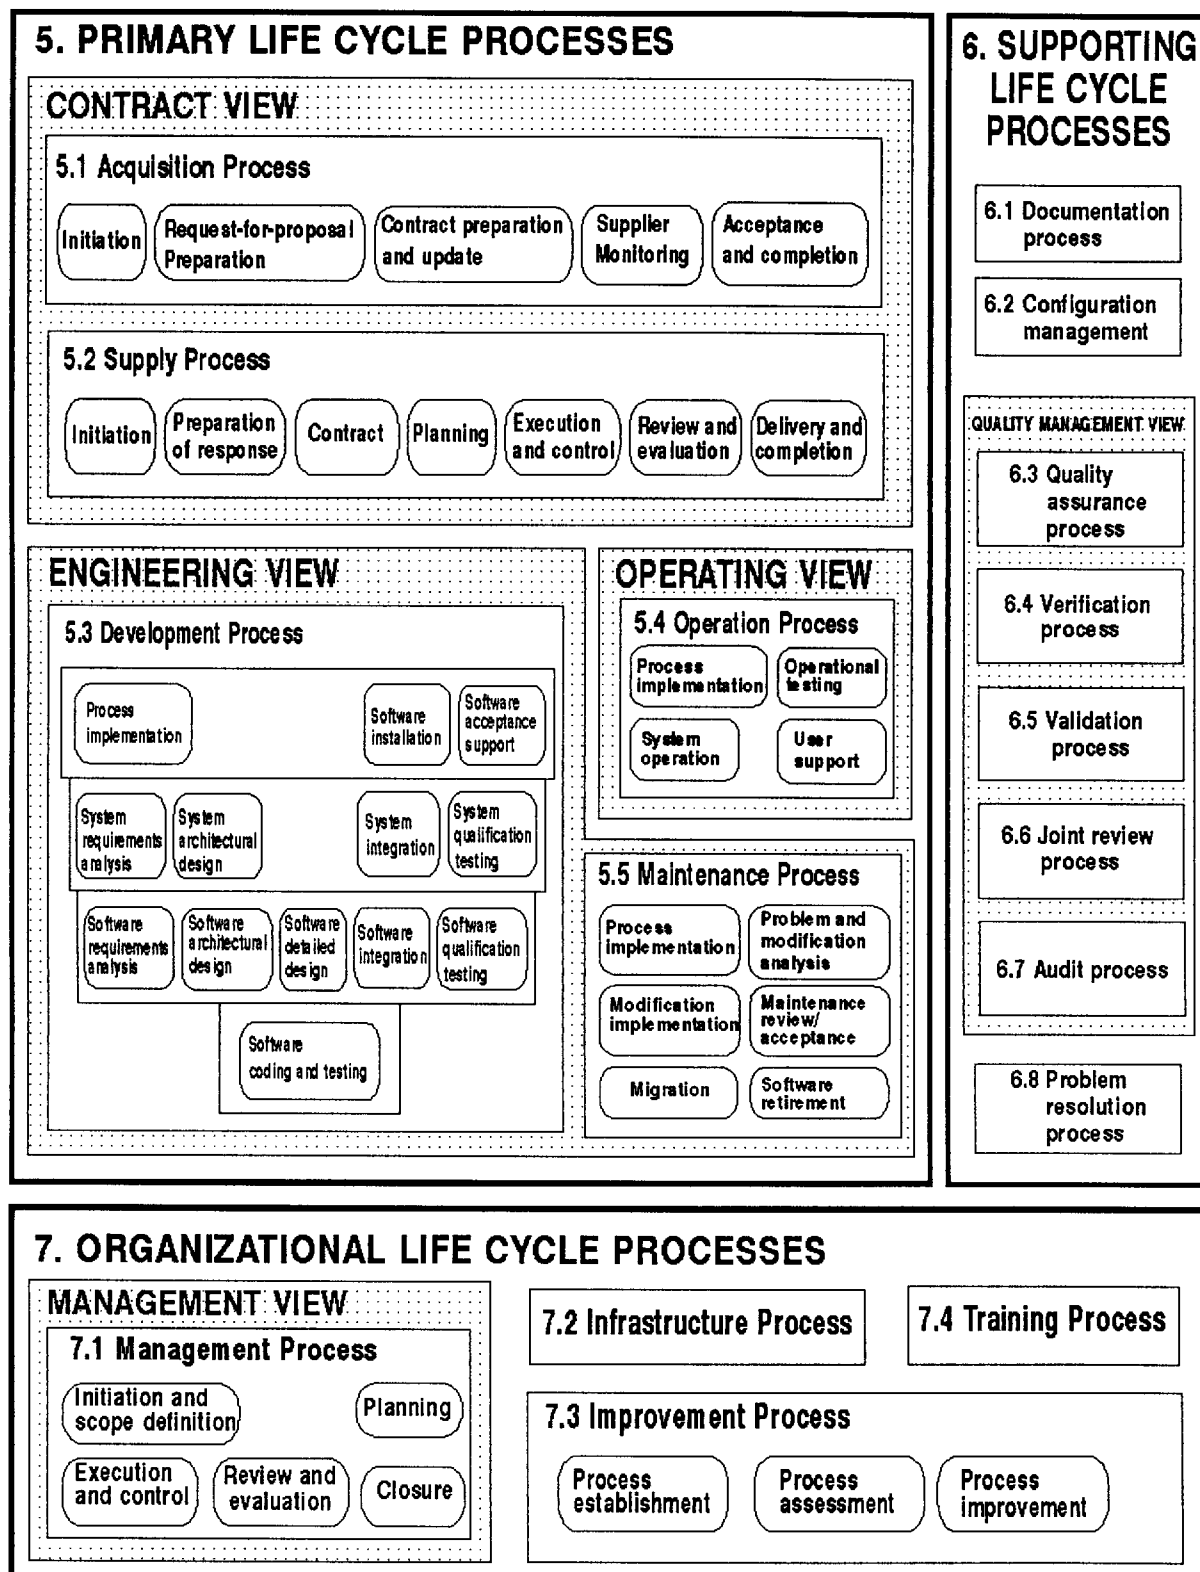 5. PRIMARY LIFE CYCLE PROCESSES
CONTRACT VIEW
5.1 Acquisition Process
Initiation
Request-for-proposal
Preparation
Contract preparation
and update
Supplier
Monitoring
Acceptance
and completion
5.2 Supply Process
Initiation
Preparation
of response
Contract
Planning
Execution
and control
Review and
evaluation
Delivery and
completion
ENGINEERING VIEW
5.3 Development Process
Process
implementation
Software
installation
Software
acceptance
support
System
requirements
analysis
System
architectural
design
System
integration
System
qualification
testing
Software
requirements
analysis
Software
architectural
design
Software
detailed
design
Software
integration
Software
qualification
testing
Software
coding and testing
OPERATING VIEW
5.4 Operation Process
Process
implementation
Operational
testing
System
operation
User
support
5.5 Maintenance Process
Process
implementation
Problem and
modification
analysis
Modification
implementation
Maintenance
review/
acceptance
Migration
Software
retirement
6. SUPPORTING
LIFE CYCLE
PROCESSES
6.1 Documentation
process
6.2 Configuration
management
QUALITY MANAGEMENT VIEW
6.3 Quality
assurance
process
6.4 Verification
process
6.5 Validation
process
6.6 Joint review
process
6.7 Audit process
6.8 Problem
resolution
process
7. ORGANIZATIONAL LIFE CYCLE PROCESSES
MANAGEMENT VIEW
7.1 Management Process
Initiation and
scope definition
Planning
Execution
and control
Review and
evaluation
Closure
7.2 Infrastructure Process
7.4 Training Process
7.3 Improvement Process
Process
establishment
Process
assessment
Process
improvement